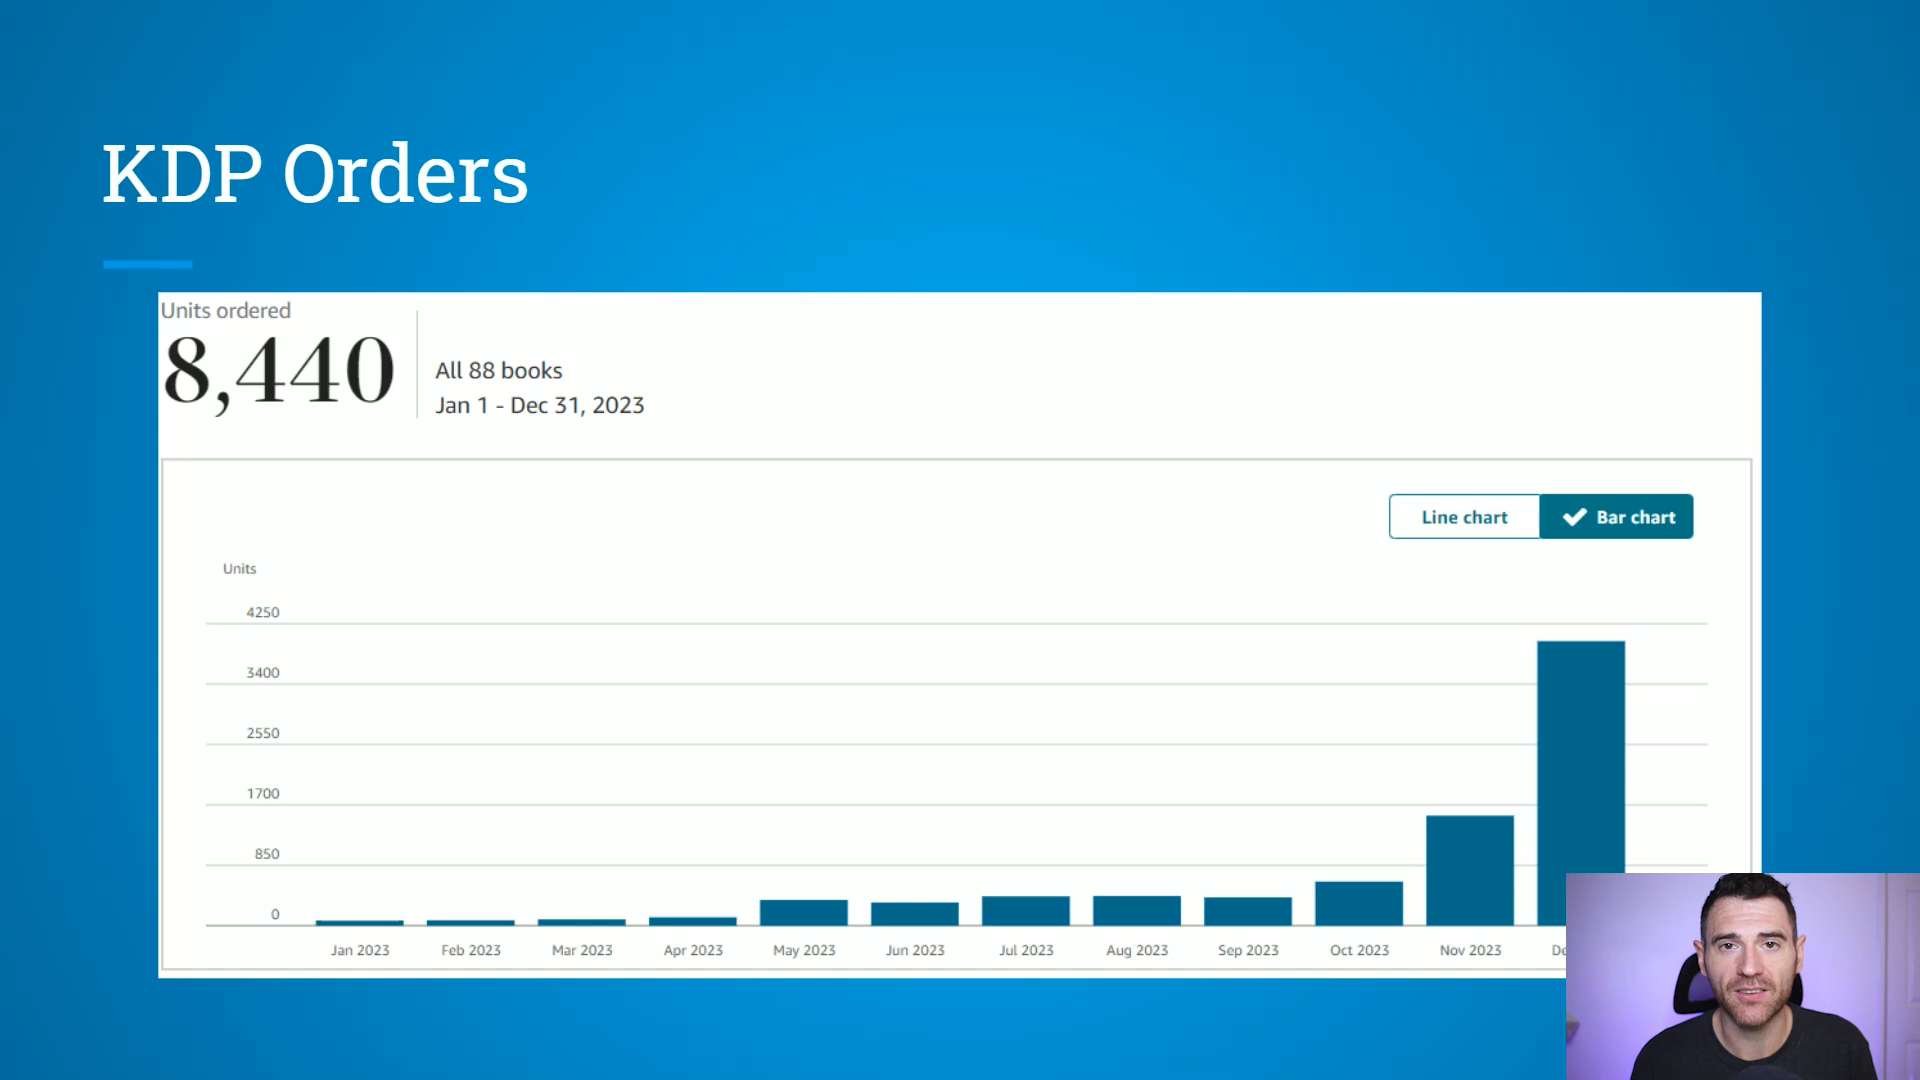 KDP Orders
Units ordered
8,440
All 88 books
Jan 1 - Dec 31, 2023
Line chart
Bar chart
Units
4250
3400
2550
1700
850
0
Jan 2023 Feb 2023 Mar 2023 Apr 2023 May 2023 Jun 2023 Jul 2023 Aug 2023 Sep 2023 Oct 2023 Nov 2023